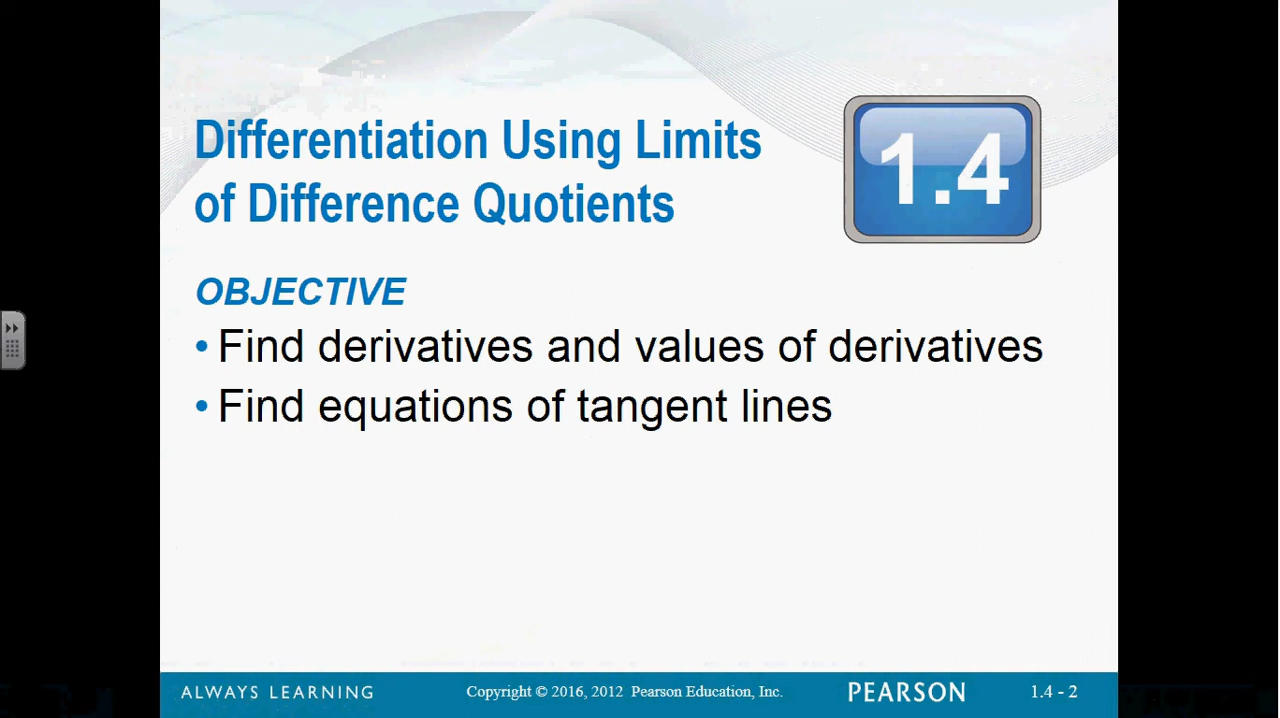 Differentiation Using Limits
of Difference Quotients
1.4
OBJECTIVE
• Find derivatives and values of derivatives
• Find equations of tangent lines
ALWAYS LEARNING
Copyright © 2016, 2012 Pearson Education, Inc.
PEARSON
1.4 - 2